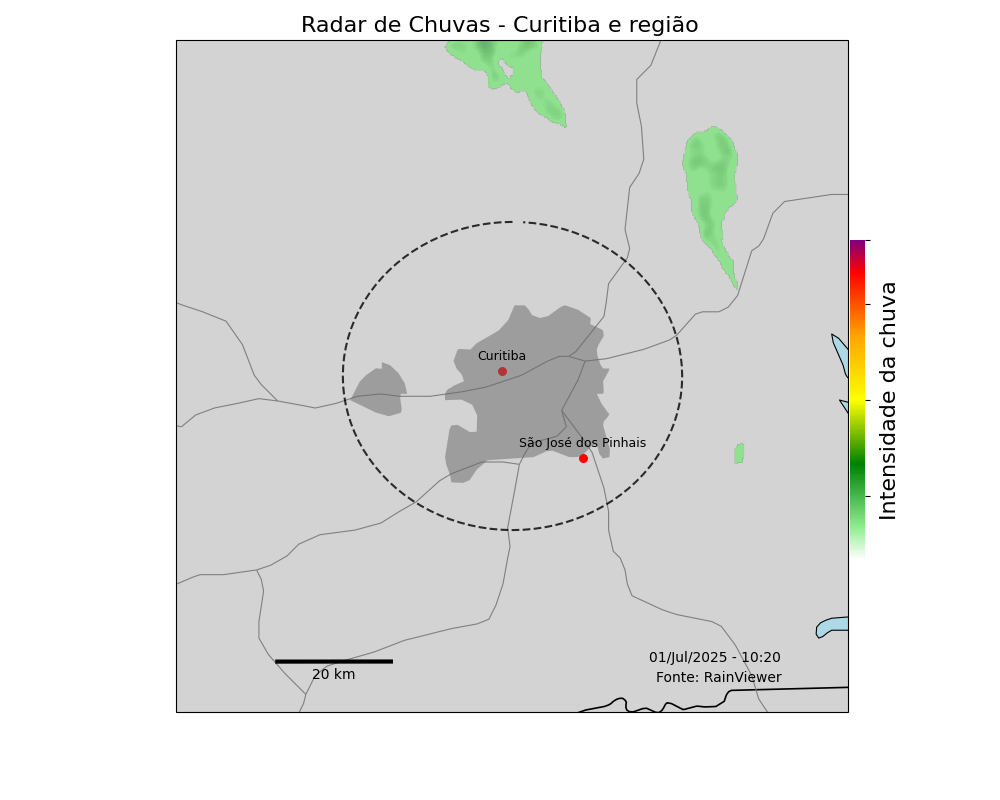 Radar de Chuvas - Curitiba e região
Curitiba
São José dos Pinhais
Intensidade da chuva
01/Jul/2025 - 10:20
Fonte: RainViewer
20 km